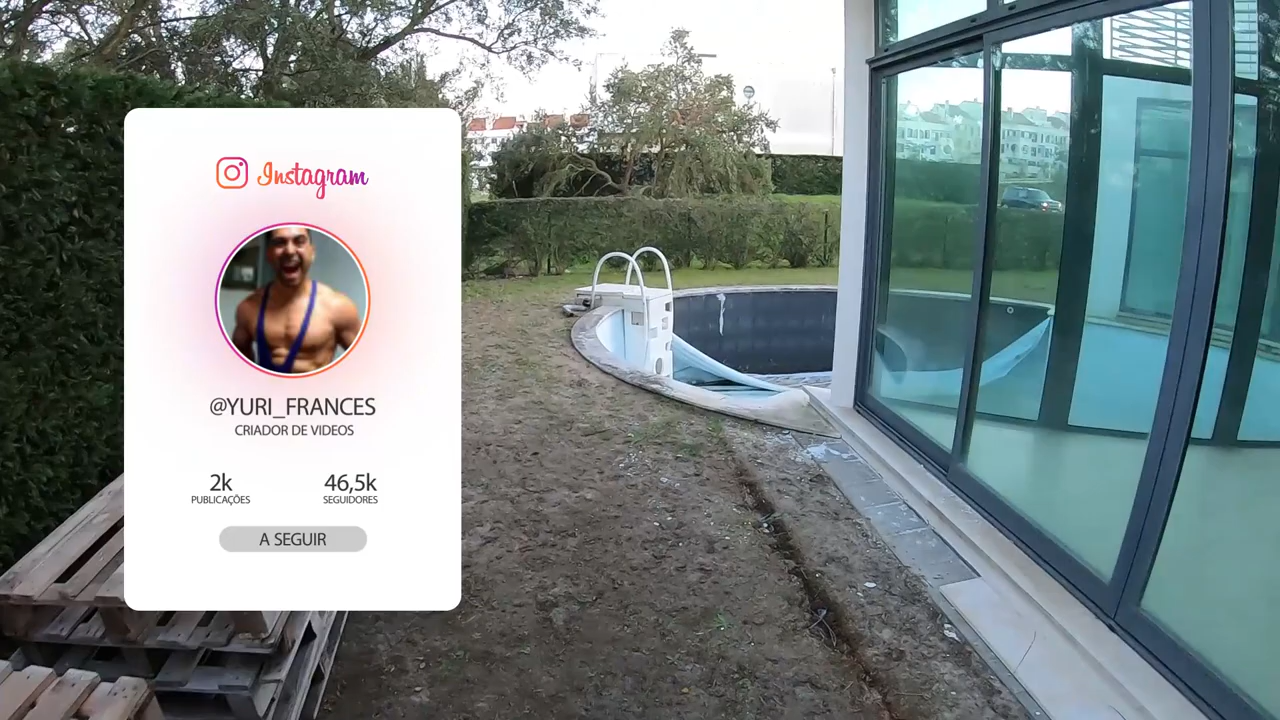 Instagram
@YURI_FRANCES
CRIADOR DE VIDEOS
2k 46,5k
PUBLICAÇÕES SEGUIDORES
A SEGUIR